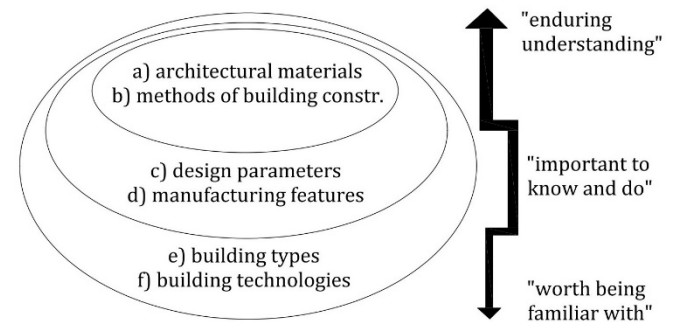 a) architectural materials
b) methods of building constr.
c) design parameters
d) manufacturing features
e) building types
f) building technologies
"enduring
understanding"
"important to
know and do"
"worth being
familiar with"